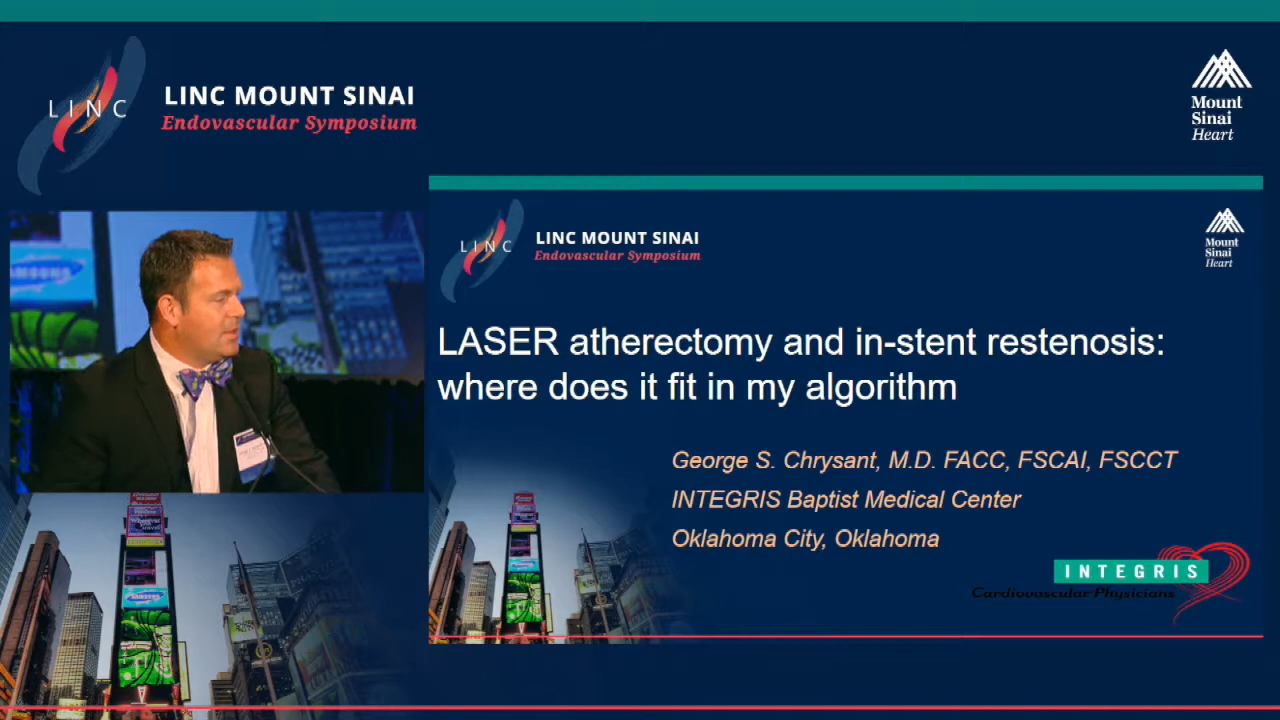 LINC
LINC MOUNT SINAI
Endovascular Symposium
Mount
Sinai
Heart
SAMSUNG
LINC
LINC MOUNT SINAI
Endovascular Symposium
Mount
Sinai
Heart
LASER atherectomy and in-stent restenosis:
where does it fit in my algorithm
George S. Chrysant, M.D. FACC, FSCAI, FSCCT
INTEGRIS Baptist Medical Center
Oklahoma City, Oklahoma
INTEGRIS
Cardiovascular Physicians